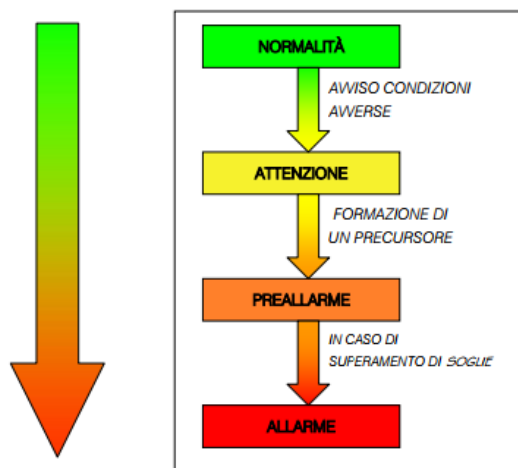 NORMALITÀ
AVVISO CONDIZIONI
AVVERSE
ATTENZIONE
FORMAZIONE DI
UN PRECURSORE
PREALLARME
IN CASO DI
SUPERAMENTO DI SOGLIE
ALLARME